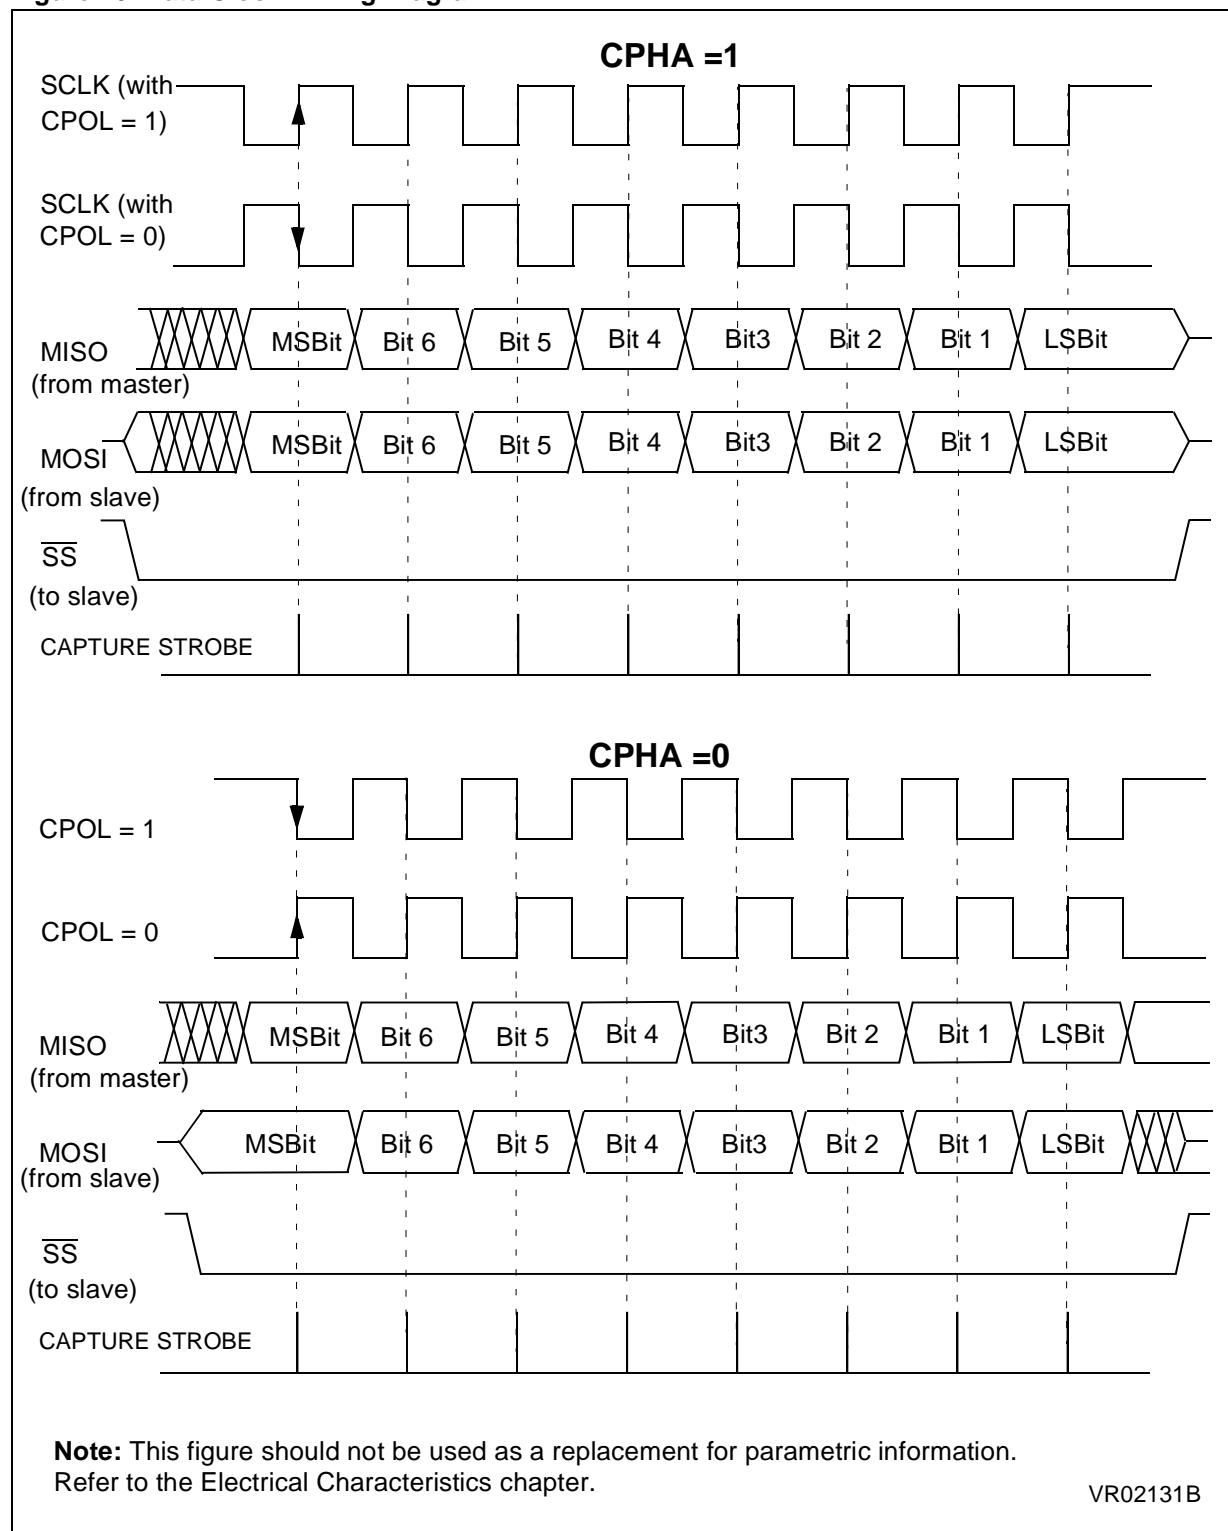 CPHA =1
SCLK (with
CPOL = 1)
SCLK (with
CPOL = 0)
MISO
(from master)
MSBit Bit 6 Bit 5 Bit 4 Bit3 Bit 2 Bit 1 LSBit
MOSI
(from slave)
MSBit Bit 6 Bit 5 Bit 4 Bit3 Bit 2 Bit 1 LSBit
SS
(to slave)
CAPTURE STROBE
CPHA =0
CPOL = 1
CPOL = 0
MISO
(from master)
MSBit Bit 6 Bit 5 Bit 4 Bit3 Bit 2 Bit 1 LSBit
MOSI
(from slave)
MSBit Bit 6 Bit 5 Bit 4 Bit3 Bit 2 Bit 1 LSBit
SS
(to slave)
CAPTURE STROBE
Note: This figure should not be used as a replacement for parametric information.
Refer to the Electrical Characteristics chapter.
VR02131B